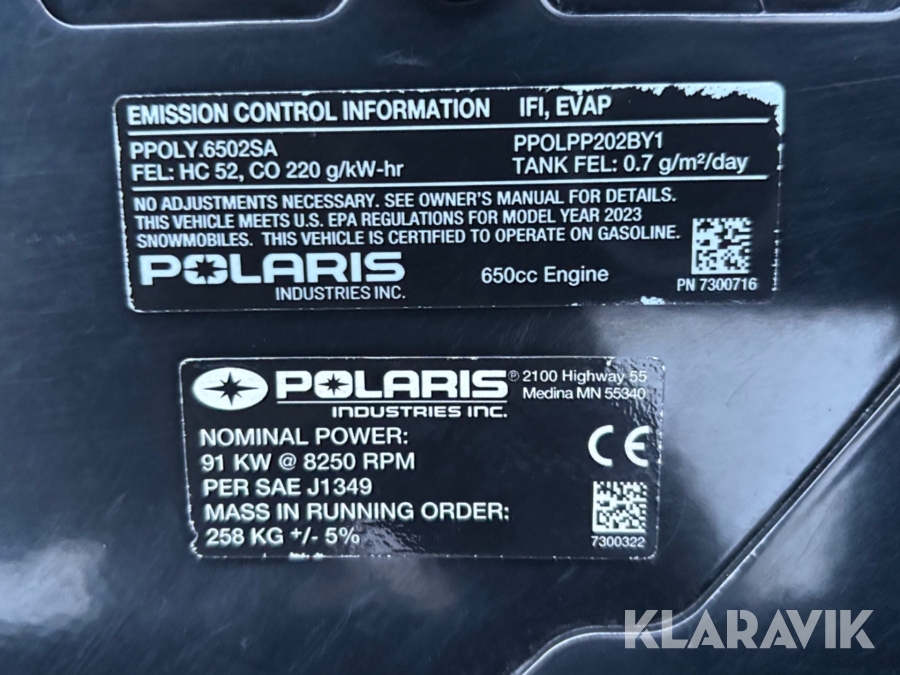 EMISSION CONTROL INFORMATION IFI, EVAP
PPOLY.6502SA PPOLPP202BY1
FEL: HC 52, CO 220 g/kW-hr TANK FEL: 0.7 g/m²/day
NO ADJUSTMENTS NECESSARY. SEE OWNER'S MANUAL FOR DETAILS.
THIS VEHICLE MEETS U.S. EPA REGULATIONS FOR MODEL YEAR 2023
SNOWMOBILES. THIS VEHICLE IS CERTIFIED TO OPERATE ON GASOLINE.
POLARIS
INDUSTRIES INC.
650cc Engine
PN 7300716
POLARIS ℗ 2100 Highway 55
INDUSTRIES INC. Medina MN 55340
NOMINAL POWER:
91 KW @ 8250 RPM
PER SAE J1349
MASS IN RUNNING ORDER:
258 KG +/- 5%
CE
7300322
KLARAVIK